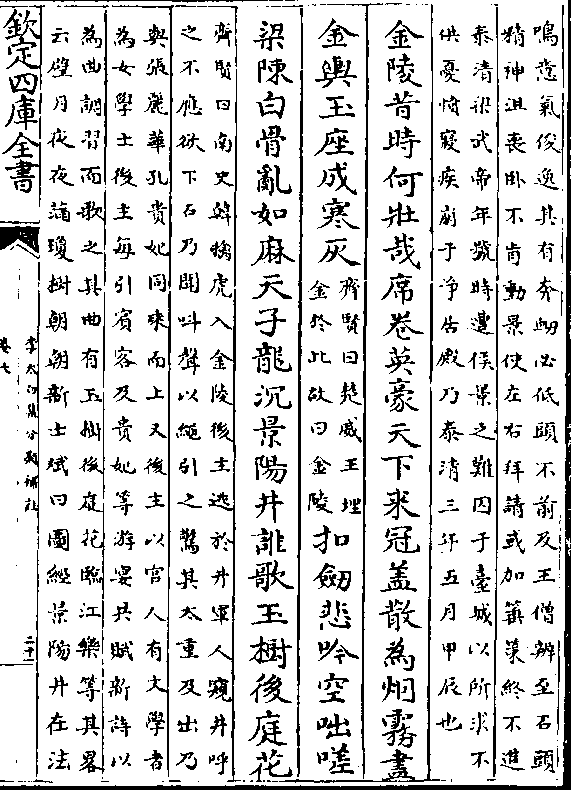 鳴悲氣俊逸其有奔衂必低頭不前及王僧辨至石頭
精神沮喪卧不肯動景使左右拜請或加箠䇿終不進
泰清梁武帝年號時遭侯景之難囚于臺城以所求不
供憂憤寢疾崩于淨居殿乃泰清三年五月甲辰也
金陵昔時何壯哉席卷英豪天下來冠蓋散為烟霧盡
金輿玉座成寒灰
齊賢曰楚威王埋
金於此故曰金陵
扣劒悲吟空咄嗟
梁陳白骨亂如麻天子龍沉景陽井誰歌玉樹後庭花
齊賢曰南史韓擒虎入金陵後主逃於井軍人窺井呼
之不應欲下石乃聞呌聲以繩引之驚其太重及出乃
與張麗華孔貴妃同乗而上又後主以宫人有文學者
為女學士後主每引賓客及貴妃等游宴共賦新詩以
為曲調習而歌之其曲有玉樹後庭花臨江樂等其畧
云璧月夜夜滿瓊樹朝朝新士贇曰圖經景陽井在法
欽定四庫全書
李太白集分類補註
卷七
二十一